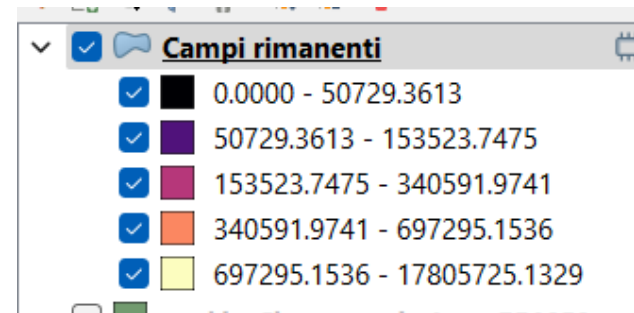 Campi rimanenti
0.0000 - 50729.3613
50729.3613 - 153523.7475
153523.7475 - 340591.9741
340591.9741 - 697295.1536
697295.1536 - 17805725.1329